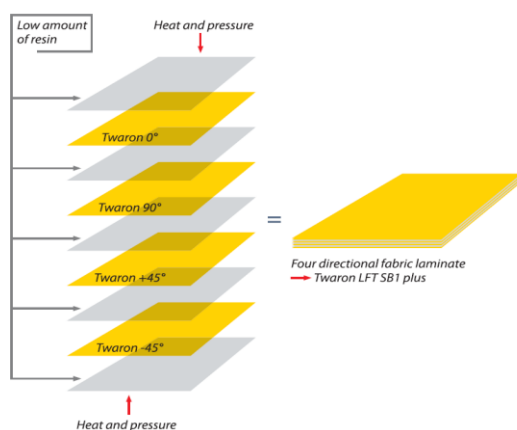 Low amount
of resin
Heat and pressure
Twaron 0°
Twaron 90°
Twaron +45°
Twaron -45°
Heat and pressure
=
Four directional fabric laminate
Twaron LFT SB1 plus